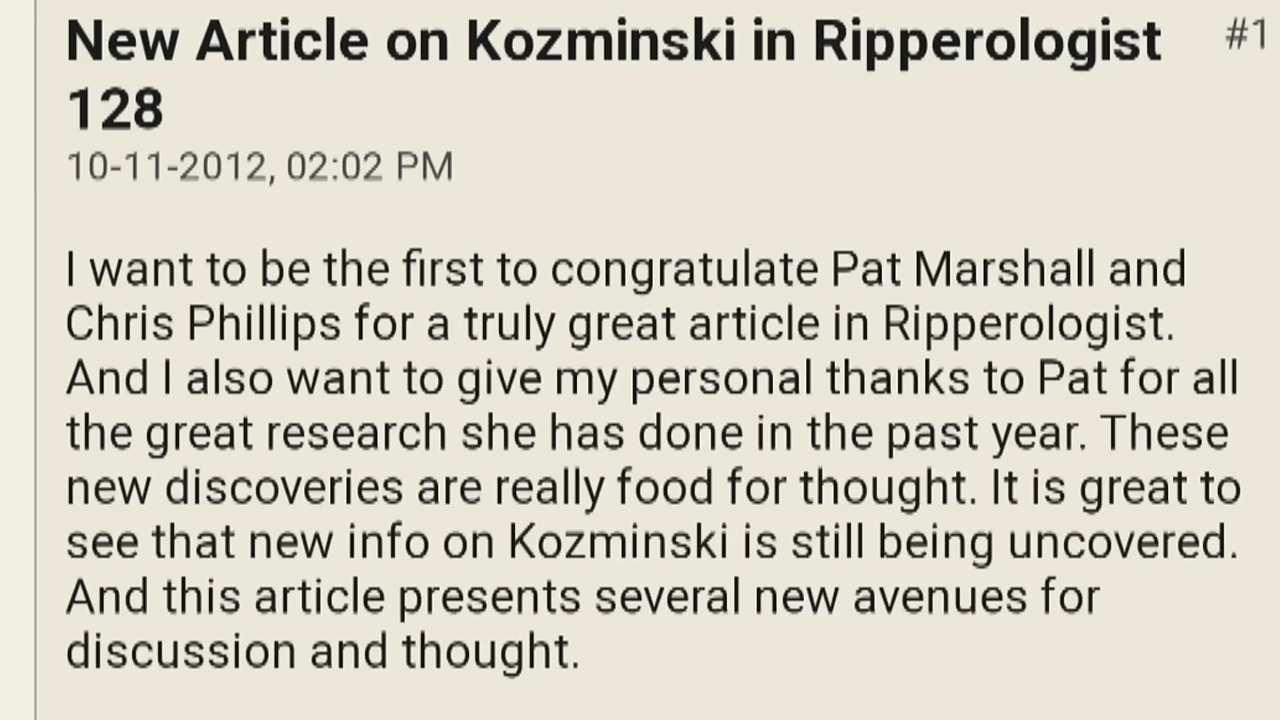 New Article on Kozminski in Ripperologist #1
128
10-11-2012, 02:02 PM
I want to be the first to congratulate Pat Marshall and
Chris Phillips for a truly great article in Ripperologist.
And I also want to give my personal thanks to Pat for all
the great research she has done in the past year. These
new discoveries are really food for thought. It is great to
see that new info on Kozminski is still being uncovered.
And this article presents several new avenues for
discussion and thought.